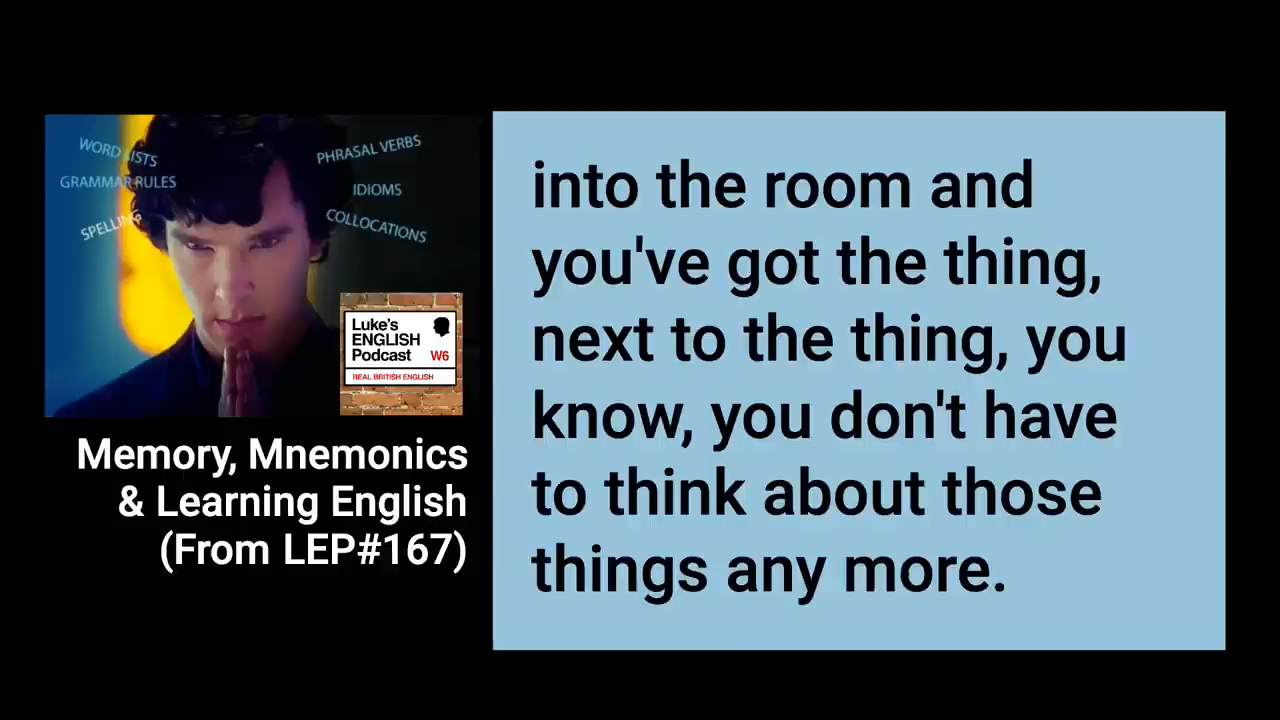 WORD LISTS
GRAMMAR RULES
SPELLING
PHRASAL VERBS
IDIOMS
COLLOCATIONS
Luke's
ENGLISH
Podcast W6
REAL BRITISH ENGLISH
Memory, Mnemonics
& Learning English
(From LEP#167)
into the room and
you've got the thing,
next to the thing, you
know, you don't have
to think about those
things any more.